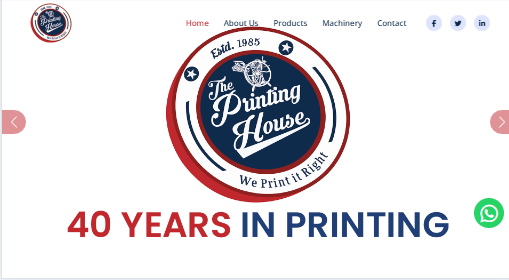 The Printing House
Home About Us Products Machinery Contact
Estd. 1985
The
Printing
House
We Print it Right
40 YEARS IN PRINTING